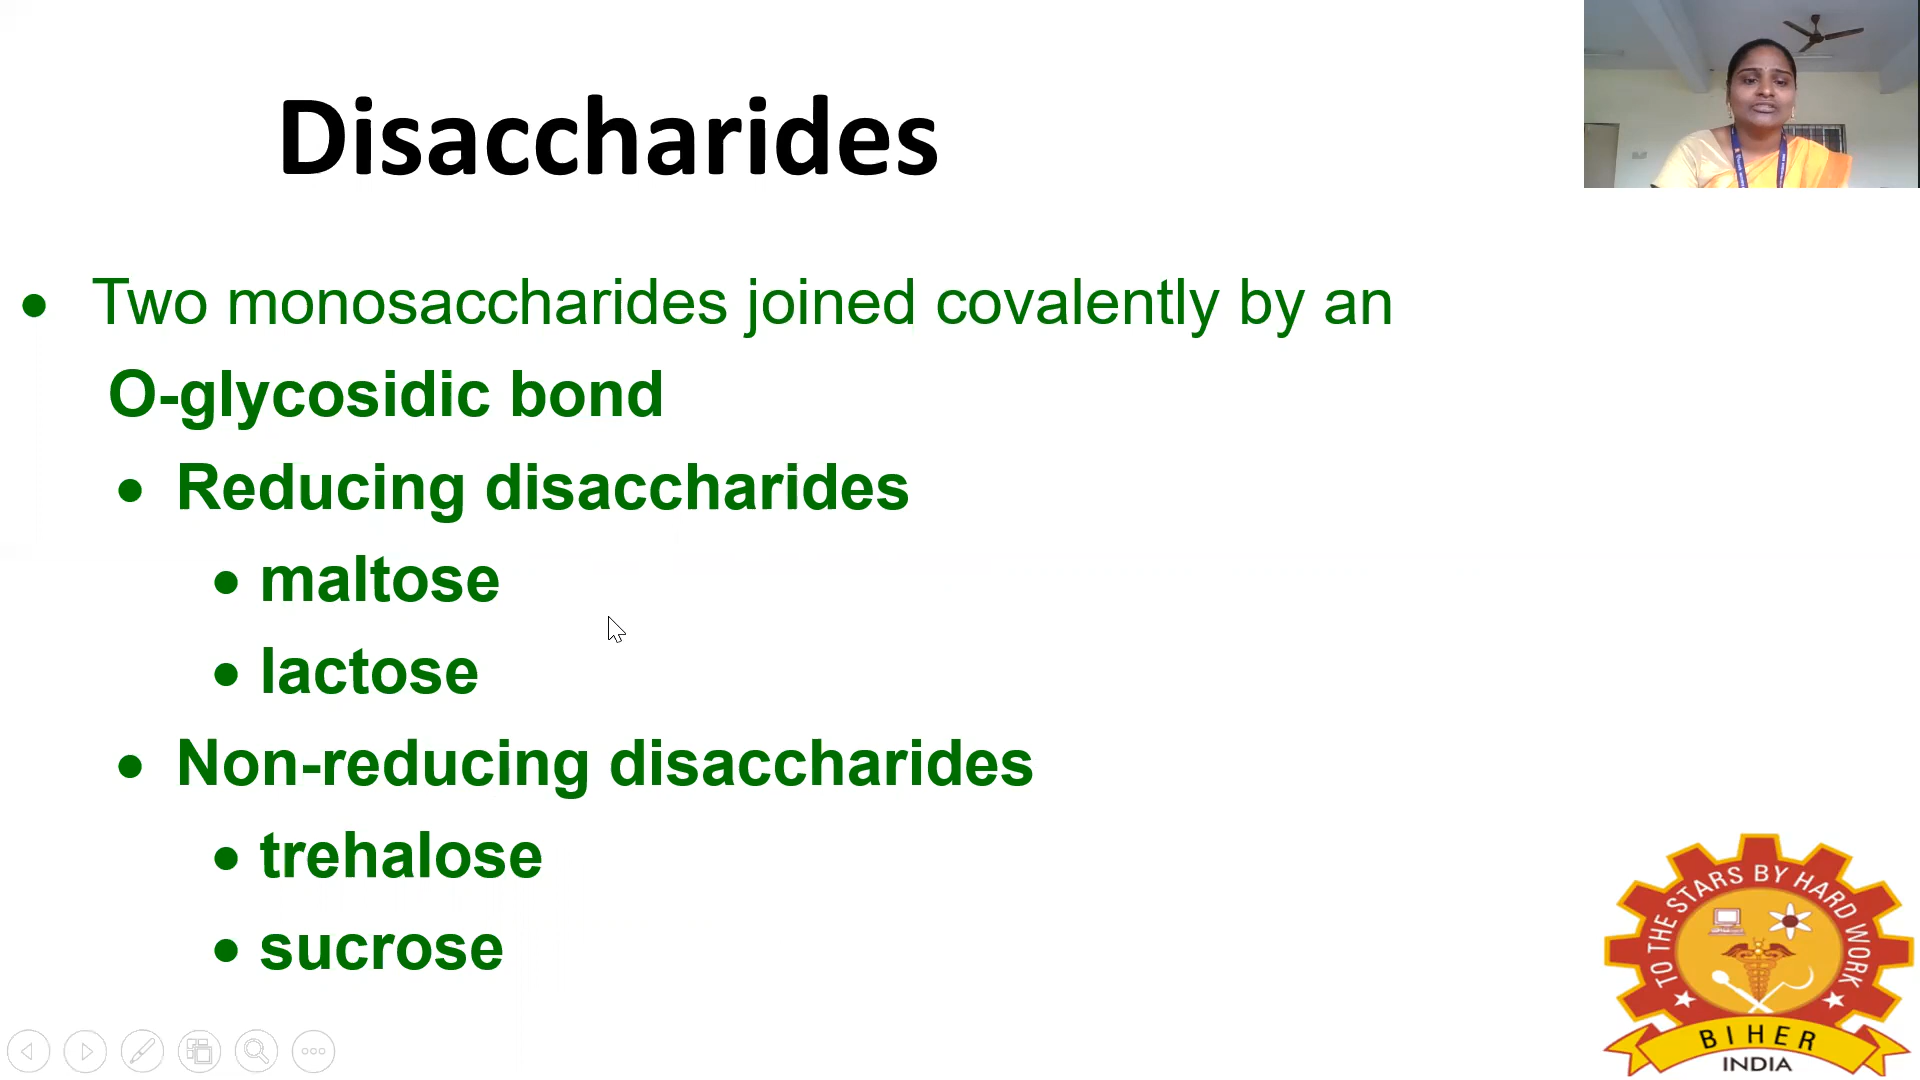 Disaccharides
• Two monosaccharides joined covalently by an
O-glycosidic bond
• Reducing disaccharides
• maltose
• lactose
• Non-reducing disaccharides
• trehalose
• sucrose
TO THE STARS BY HARD WORK
BIHER
INDIA